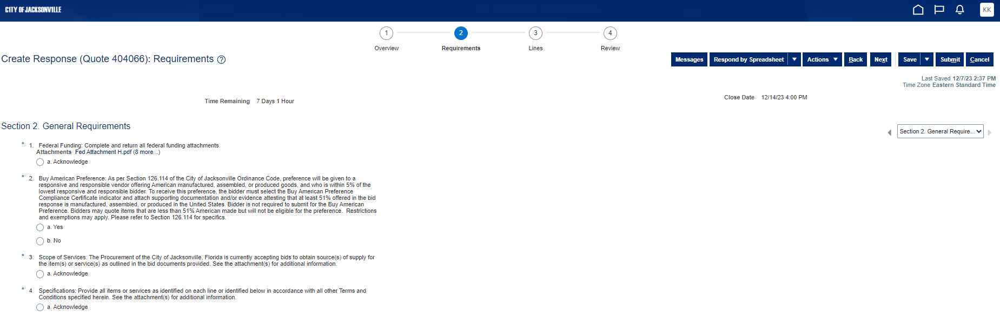 C1TY OF JACKSONV1LLE
KK
1
2
3
4
Overview
Requirements
Lines
Review
Create Response (Quote 404066): Requirements ?
Messages
Respond by Spreadsheet
Actions
Back
Next
Save
Submit
Cancel
Last Saved 12/7/23 2:37 PM
Time Zone Eastern Standard Time
Time Remaining 7 Days 1 Hour
Close Date 12/14/23 4:00 PM
Section 2. General Requirements
Section 2. General Require...
* 1. Federal Funding: Complete and return all federal funding attachments.
Attachments Fed Attachment H.pdf (8 more...)
a. Acknowledge
* 2. Buy American Preference: As per Section 126.114 of the City of Jacksonville Ordinance Code, preference will be given to a
responsive and responsible vendor offering American manufactured, assembled, or produced goods, and who is within 5% of the
lowest responsive and responsible bidder. To receive this preference, the bidder must select the Buy American Preference
Compliance Certificate indicator and attach supporting documentation and/or evidence attesting that at least 51% offered in the bid
response is manufactured, assembled, or produced in the United States. Bidder is not required to submit for the Buy American
Preference. Bidders may quote items that are less than 51% American made but will not be eligible for the preference. Restrictions
and exemptions may apply. Please refer to Section 126.114 for specifics.
a. Yes
b. No
* 3. Scope of Services: The Procurement of the City of Jacksonville, Florida is currently accepting bids to obtain source(s) of supply for
the item(s) or service(s) as outlined in the bid documents provided. See the attachment(s) for additional information.
a. Acknowledge
* 4. Specifications: Provide all items or services as identified on each line or identified below in accordance with all other Terms and
Conditions specified herein. See the attachment(s) for additional information.
a. Acknowledge